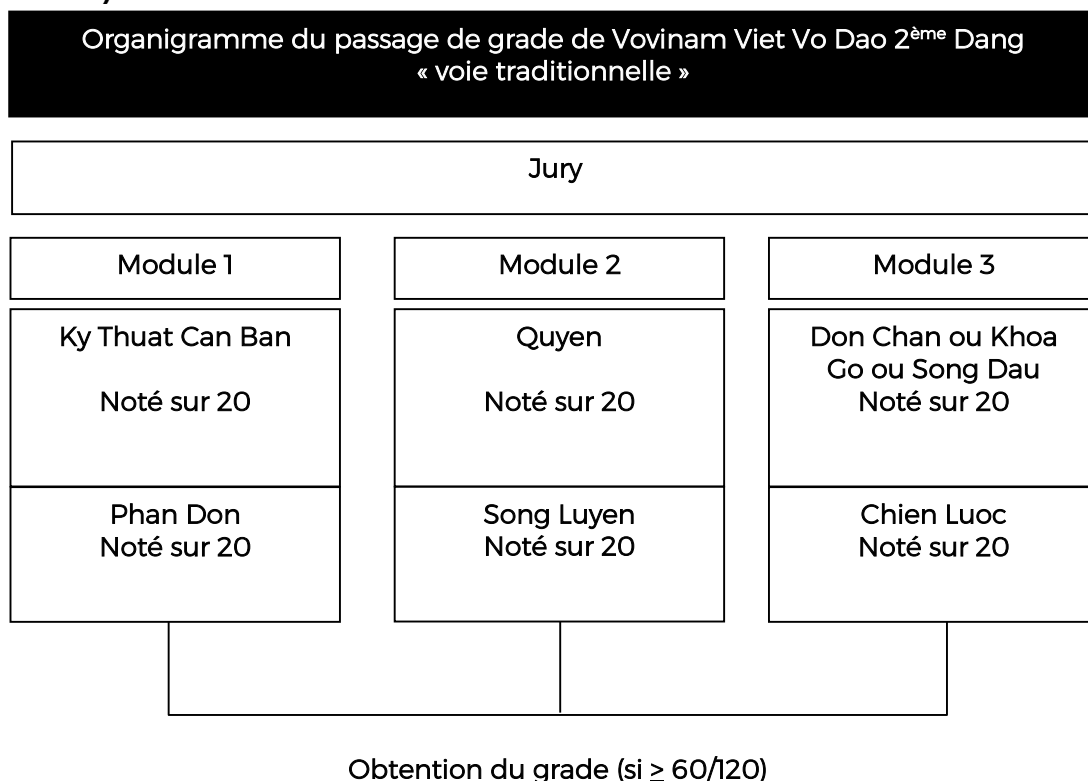 Organigramme du passage de grade de Vovinam Viet Vo Dao 2ème Dang
« voie traditionnelle »
Jury
Module 1
Ky Thuat Can Ban
Noté sur 20
Phan Don
Noté sur 20
Module 2
Quyen
Noté sur 20
Song Luyen
Noté sur 20
Module 3
Don Chan ou Khoa
Go ou Song Dau
Noté sur 20
Chien Luoc
Noté sur 20
Obtention du grade (si ≥ 60/120)